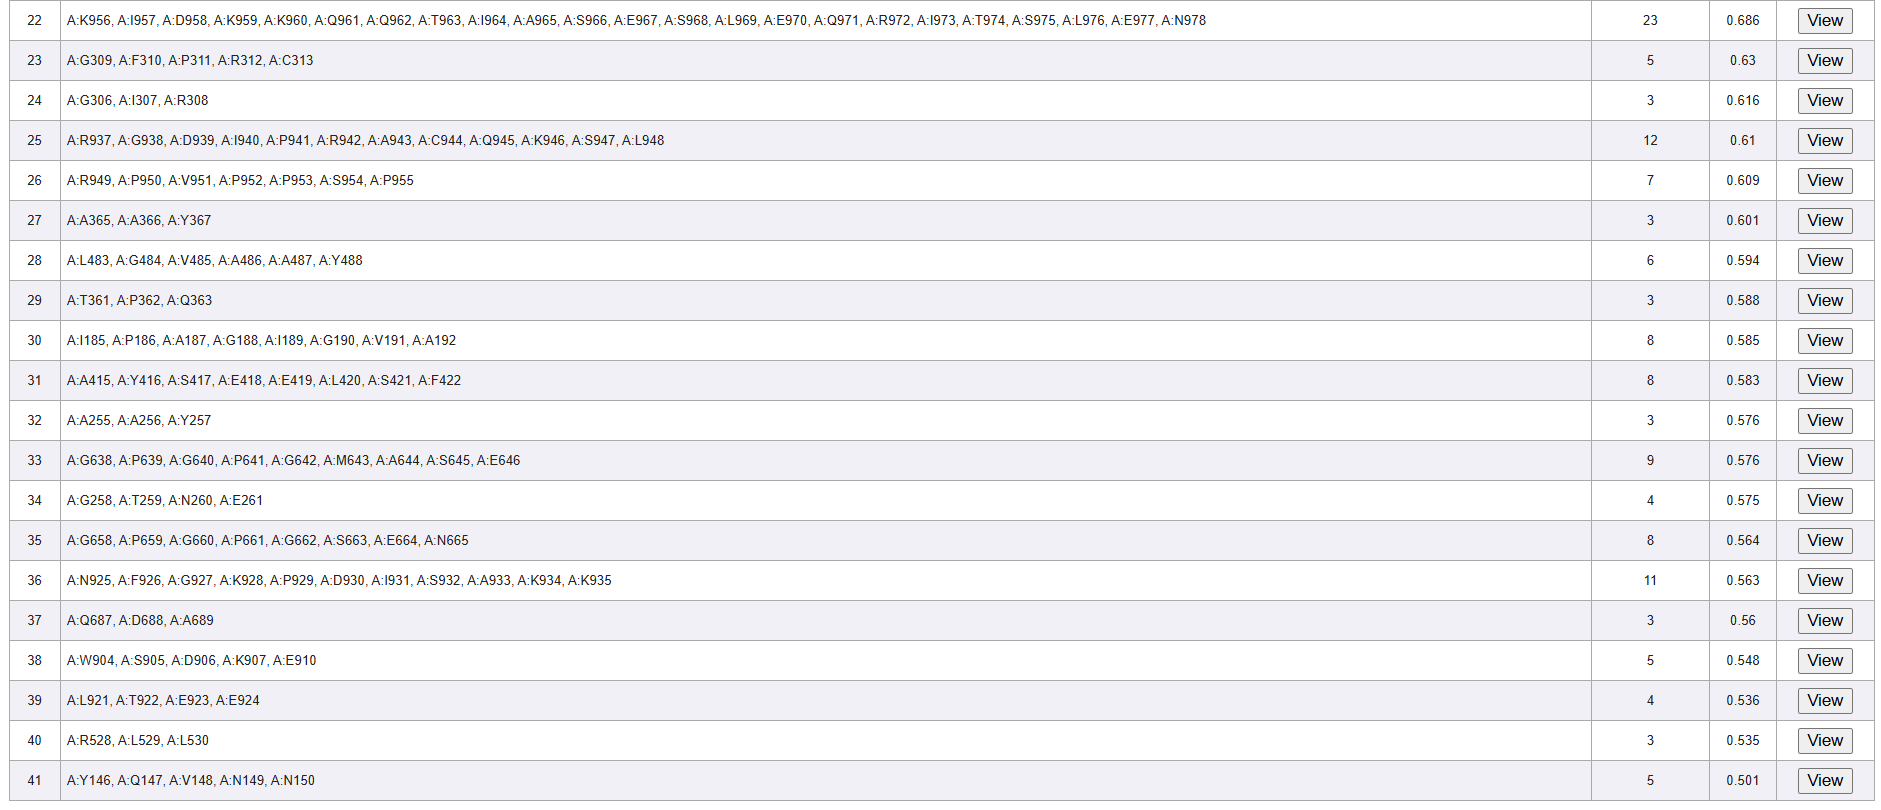 22 A:K956, A:I957, A:D958, A:K959, A:K960, A:Q961, A:Q962, A:T963, A:I964, A:A965, A:S966, A:E967, A:S968, A:L969, A:E970, A:Q971, A:R972, A:I973, A:T974, A:S975, A:L976, A:E977, A:N978 23 0.686 View
23 A:G309, A:F310, A:P311, A:R312, A:C313 5 0.63 View
24 A:G306, A:I307, A:R308 3 0.616 View
25 A:R937, A:G938, A:D939, A:I940, A:P941, A:R942, A:A943, A:C944, A:Q945, A:K946, A:S947, A:L948 12 0.61 View
26 A:R949, A:P950, A:V951, A:P952, A:P953, A:S954, A:P955 7 0.609 View
27 A:A365, A:A366, A:Y367 3 0.601 View
28 A:L483, A:G484, A:V485, A:A486, A:A487, A:Y488 6 0.594 View
29 A:T361, A:P362, A:Q363 3 0.588 View
30 A:I185, A:P186, A:A187, A:G188, A:I189, A:G190, A:V191, A:A192 8 0.585 View
31 A:A415, A:Y416, A:S417, A:E418, A:E419, A:L420, A:S421, A:F422 8 0.583 View
32 A:A255, A:A256, A:Y257 3 0.576 View
33 A:G638, A:P639, A:G640, A:P641, A:G642, A:M643, A:A644, A:S645, A:E646 9 0.576 View
34 A:G258, A:T259, A:N260, A:E261 4 0.575 View
35 A:G658, A:P659, A:G660, A:P661, A:G662, A:S663, A:E664, A:N665 8 0.564 View
36 A:N925, A:F926, A:G927, A:K928, A:P929, A:D930, A:I931, A:S932, A:A933, A:K934, A:K935 11 0.563 View
37 A:Q687, A:D688, A:A689 3 0.56 View
38 A:W904, A:S905, A:D906, A:K907, A:E910 5 0.548 View
39 A:L921, A:T922, A:E923, A:E924 4 0.536 View
40 A:R528, A:L529, A:L530 3 0.535 View
41 A:Y146, A:Q147, A:V148, A:N149, A:N150 5 0.501 View